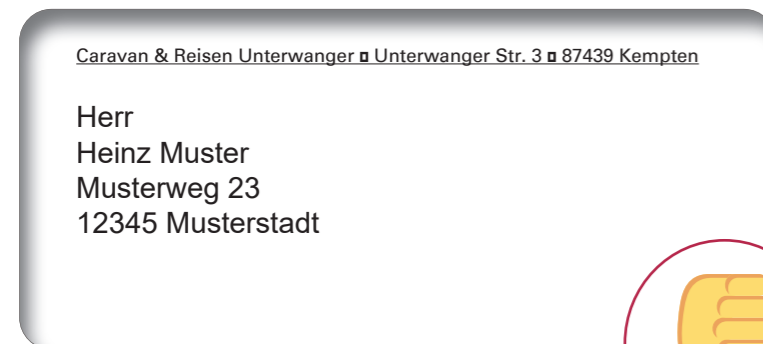 Caravan & Reisen Unterwanger ◘ Unterwanger Str. 3 ◘ 87439 Kempten
Herr
Heinz Muster
Musterweg 23
12345 Musterstadt